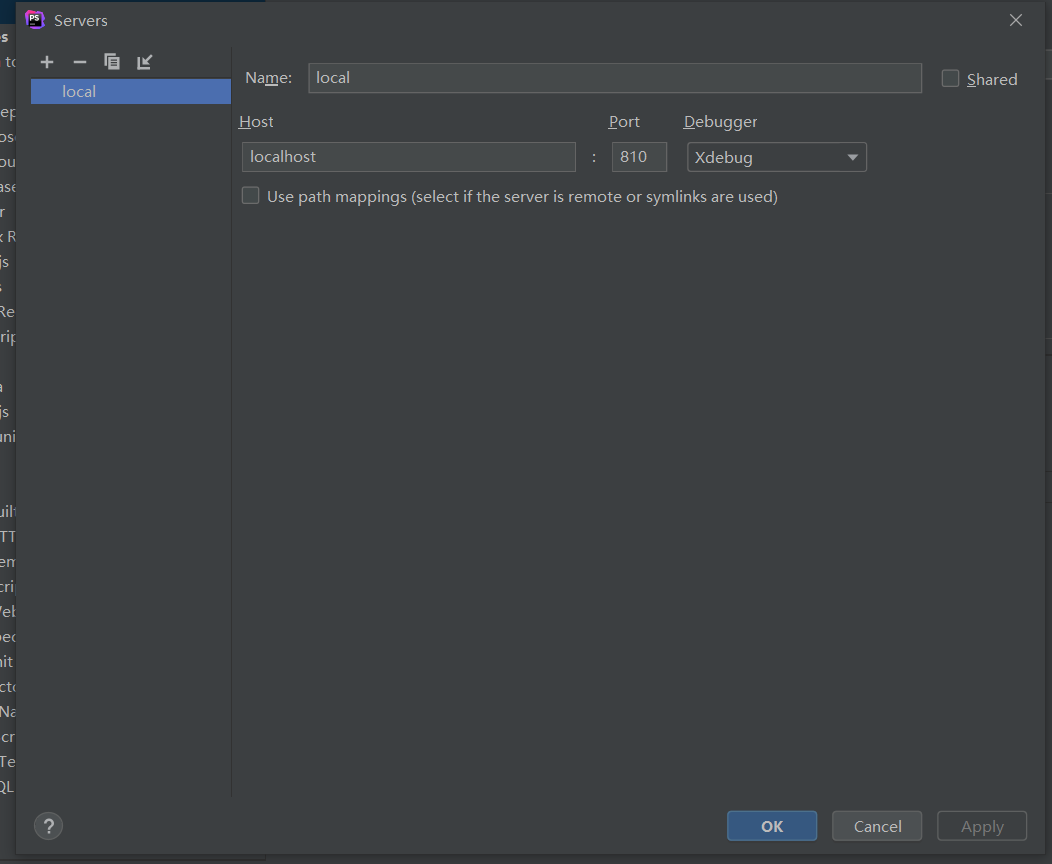 PS
Servers
local
Name: local Shared
Host Port Debugger
localhost : 810 Xdebug
Use path mappings (select if the server is remote or symlinks are used)
? OK Cancel Apply